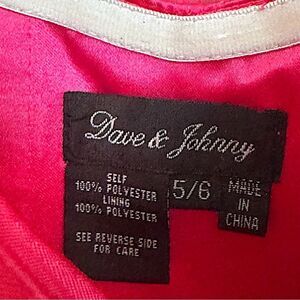 Dave & Johnny
SELF
100% POLYESTER
LINING
100% POLYESTER
5/6
MADE
IN
CHINA
SEE REVERSE SIDE
FOR CARE